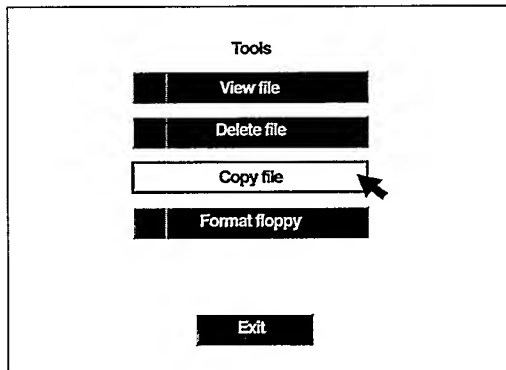 Tools
View file
Delete file
Copy file
Format floppy
Exit